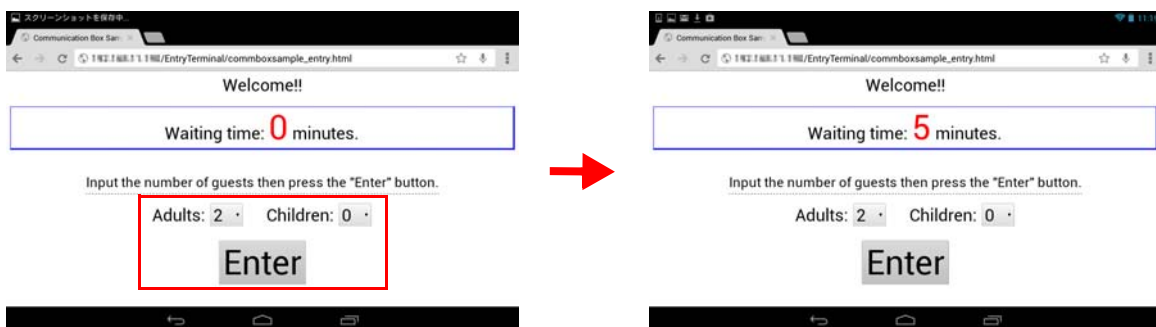 スクリーンショットを保存中...
Communication Box Sam
/EntryTerminal/commboxsample_entry.html
Welcome!!
Waiting time: 0 minutes.
Input the number of guests then press the "Enter" button.
Adults: 2 Children: 0
Enter
Communication Box Sam
/EntryTerminal/commboxsample_entry.html
Welcome!!
Waiting time: 5 minutes.
Input the number of guests then press the "Enter" button.
Adults: 2 Children: 0
Enter